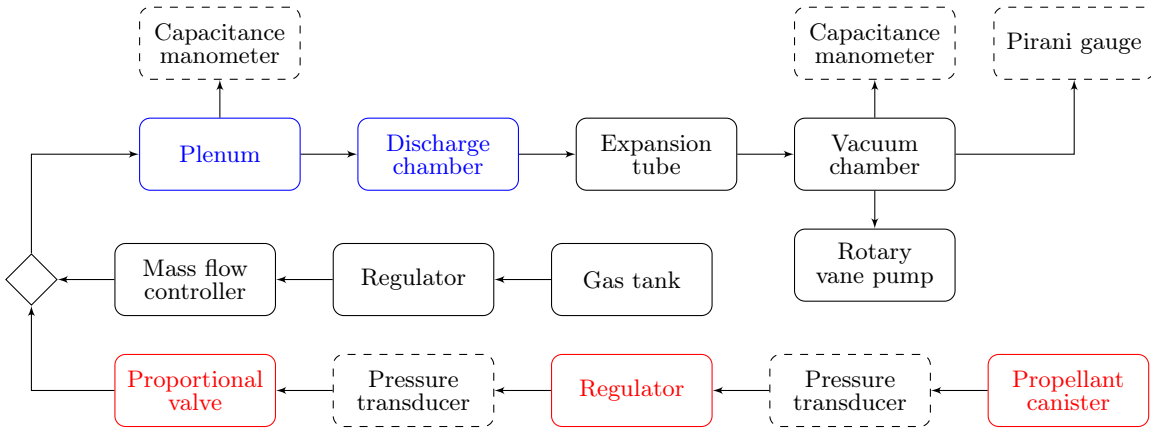 Capacitance
manometer
Capacitance
manometer
Pirani gauge
Plenum
Discharge
chamber
Expansion
tube
Vacuum
chamber
Mass flow
controller
Regulator
Gas tank
Rotary
vane pump
Proportional
valve
Pressure
transducer
Regulator
Pressure
transducer
Propellant
canister